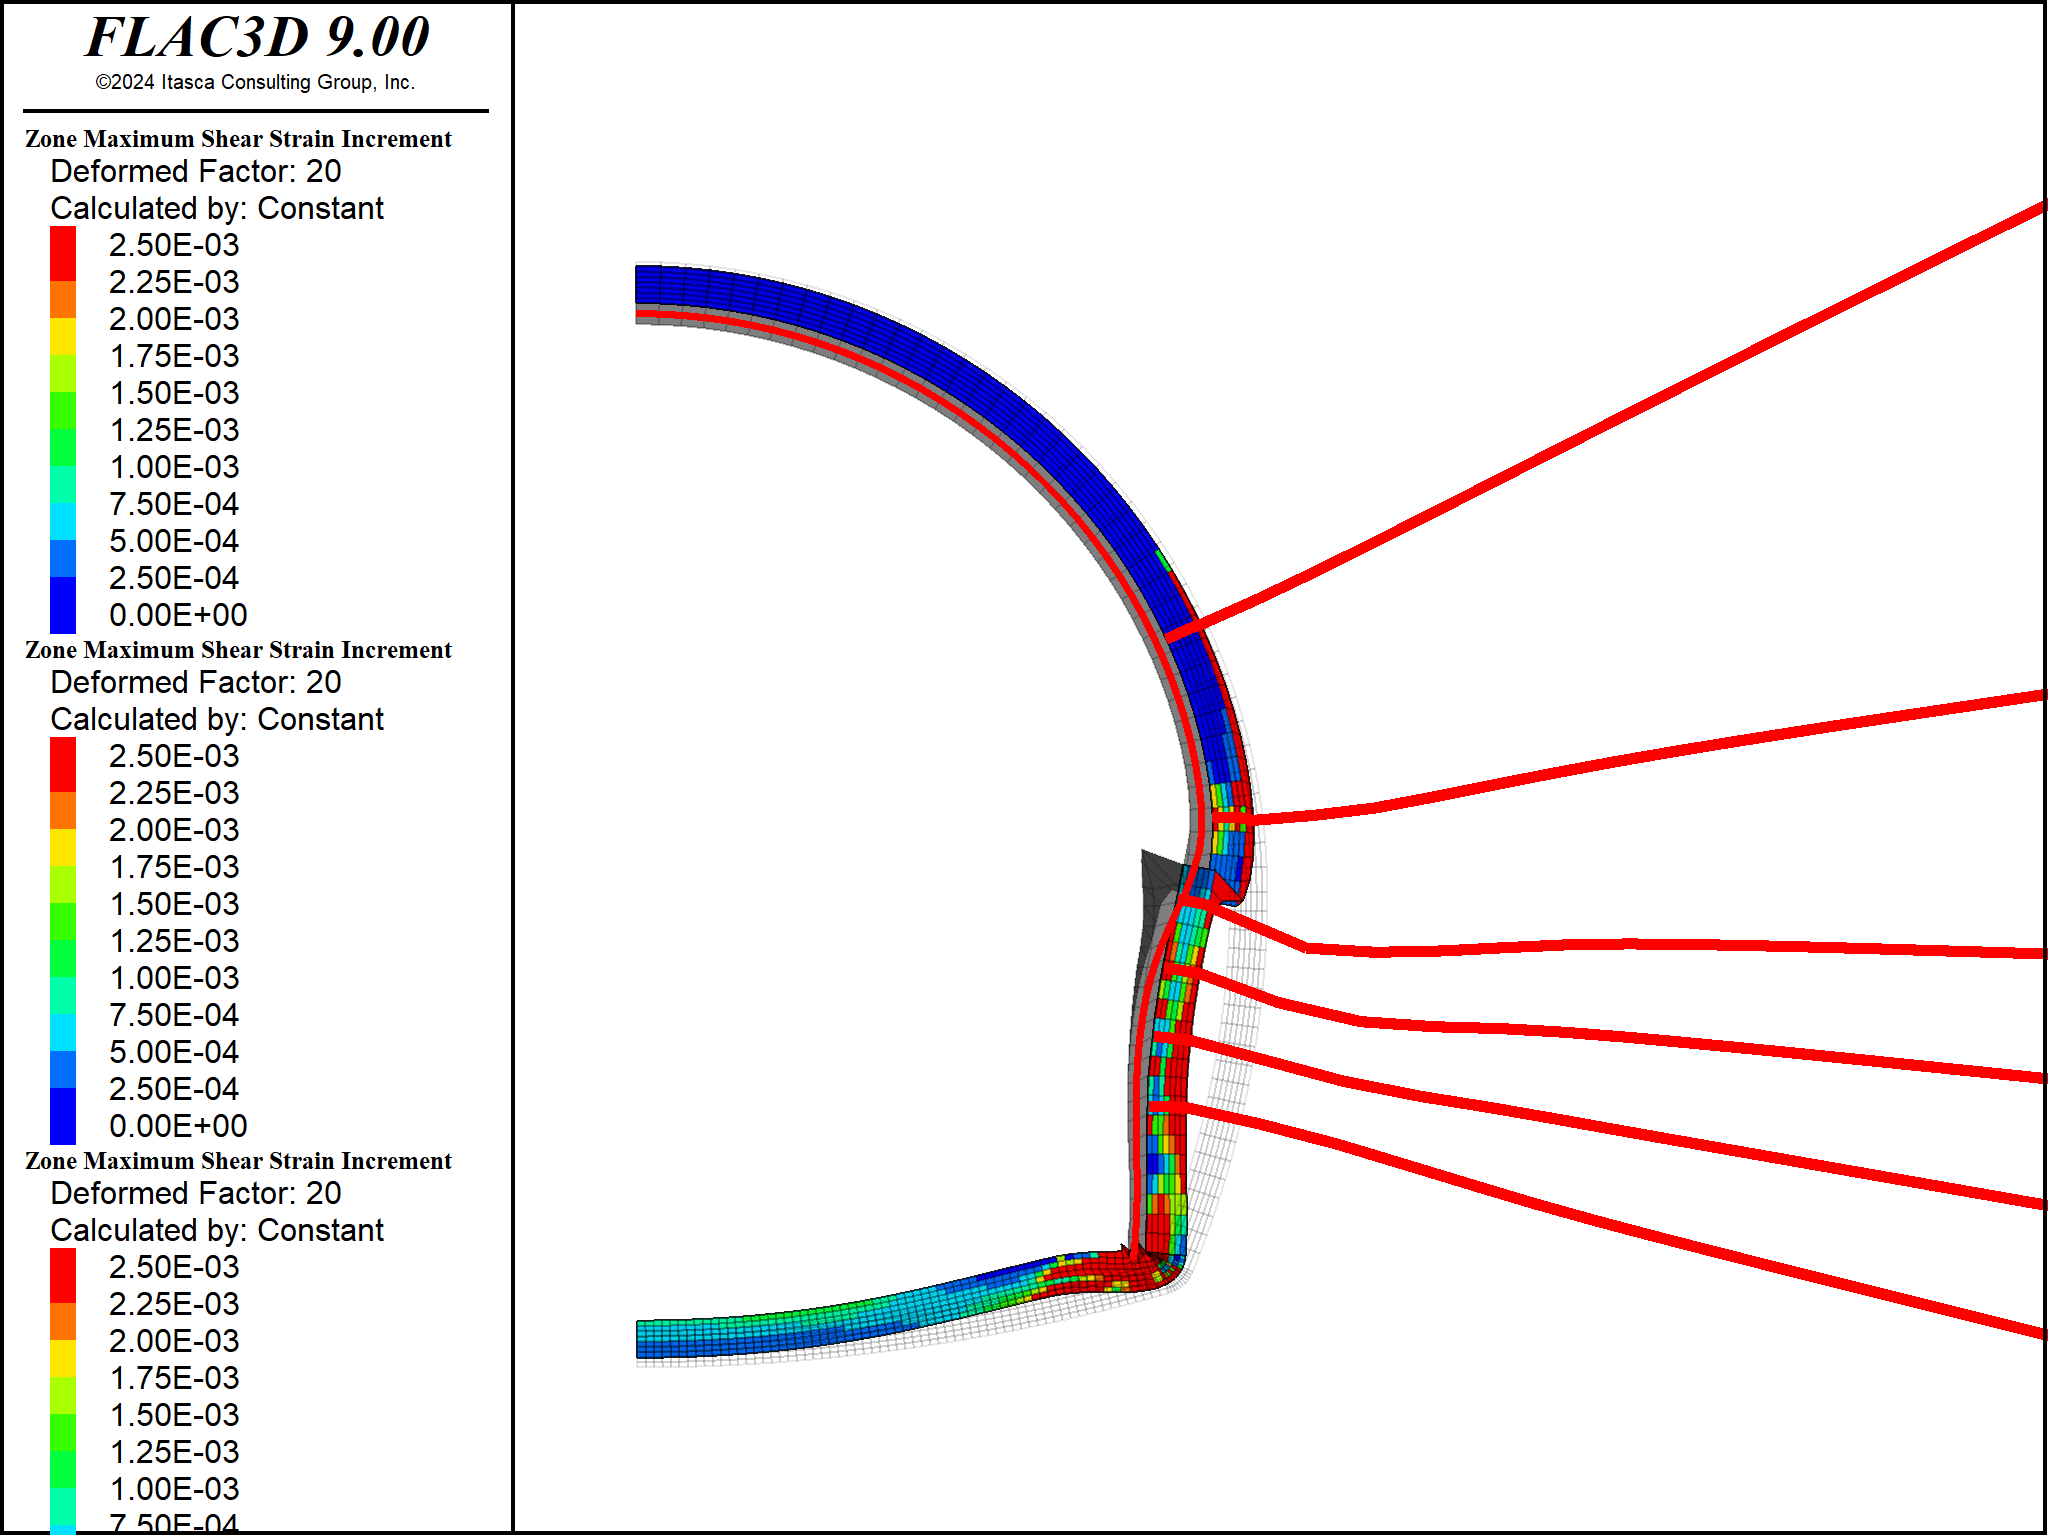 FLAC3D 9.00
©2024 Itasca Consulting Group, Inc.
Zone Maximum Shear Strain Increment
Deformed Factor: 20
Calculated by: Constant
2.50E-03
2.25E-03
2.00E-03
1.75E-03
1.50E-03
1.25E-03
1.00E-03
7.50E-04
5.00E-04
2.50E-04
0.00E+00
Zone Maximum Shear Strain Increment
Deformed Factor: 20
Calculated by: Constant
2.50E-03
2.25E-03
2.00E-03
1.75E-03
1.50E-03
1.25E-03
1.00E-03
7.50E-04
5.00E-04
2.50E-04
0.00E+00
Zone Maximum Shear Strain Increment
Deformed Factor: 20
Calculated by: Constant
2.50E-03
2.25E-03
2.00E-03
1.75E-03
1.50E-03
1.25E-03
1.00E-03
7.50E-04